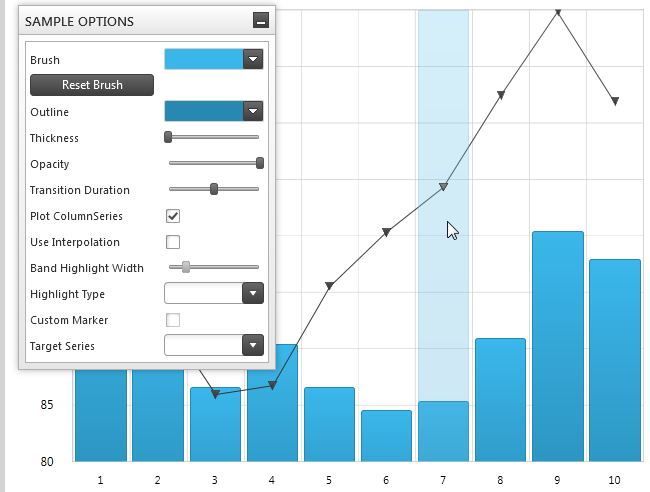 SAMPLE OPTIONS
Brush
Reset Brush
Outline
Thickness
Opacity
Transition Duration
Plot ColumnSeries
Use Interpolation
Band Highlight Width
Highlight Type
Custom Marker
Target Series
85
80
1 2 3 4 5 6 7 8 9 10